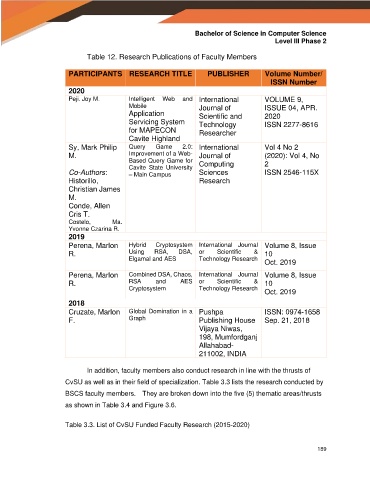 Bachelor of Science in Computer Science
Level III Phase 2
Table 12. Research Publications of Faculty Members
PARTICIPANTS RESEARCH TITLE PUBLISHER Volume Number/
ISSN Number
2020
Peji, Joy M. Intelligent Web and International VOLUME 9,
Mobile Journal of ISSUE 04, APR.
Application Scientific and 2020
Servicing System Technology ISSN 2277-8616
for MAPECON Researcher
Cavite Highland
Sy, Mark Philip Query Game 2.0: International Vol 4 No 2
M. Improvement of a Web- Journal of (2020): Vol 4, No
Based Query Game for Computing 2
Co-Authors: Cavite State University Sciences ISSN 2546-115X
Historillo, – Main Campus Research
Christian James
M.
Conde, Allen
Cris T.
Costelo, Ma.
Yvonne Czarina R.
2019
Perena, Marlon Hybrid Cryptosystem International Journal Volume 8, Issue
R. Using RSA, DSA, or Scientific & 10
Elgamal and AES Technology Research Oct. 2019
Perena, Marlon Combined DSA, Chaos, International Journal Volume 8, Issue
R. RSA and AES or Scientific & 10
Cryptosystem Technology Research Oct. 2019
2018
Cruzate, Marlon Global Domination in a Pushpa ISSN: 0974-1658
F. Graph Publishing House Sep. 21, 2018
Vijaya Niwas,
198, Mumfordganj
Allahabad-
211002, INDIA
In addition, faculty members also conduct research in line with the thrusts of
CvSU as well as in their field of specialization. Table 3.3 lists the research conducted by
BSCS faculty members. They are broken down into the five (5) thematic areas/thrusts
as shown in Table 3.4 and Figure 3.6.
Table 3.3. List of CvSU Funded Faculty Research (2015-2020)
189